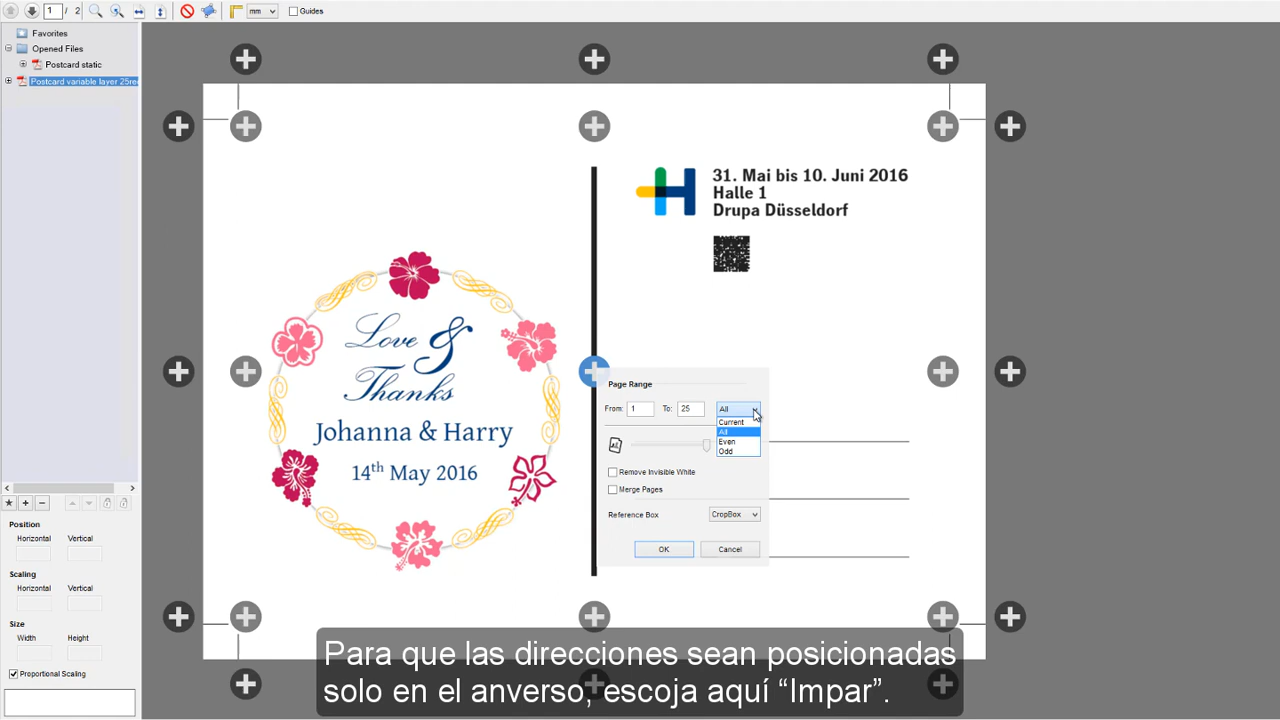 1 / 2 mm Guides
Favorites
Opened Files
Postcard static
Postcard variable layer 25re
31. Mai bis 10. Juni 2016
Halle 1
Drupa Düsseldorf
Love &
Thanks
Johanna & Harry
14th May 2016
Page Range
From: 1 To: 25 All
Current
All
Even
Odd
Remove Invisible White
Merge Pages
Reference Box CropBox
OK Cancel
Position
Horizontal Vertical
Scaling
Horizontal Vertical
Size
Width Height
Proportional Scaling
Para que las direcciones sean posicionadas
solo en el anverso, escoja aquí “Impar”.